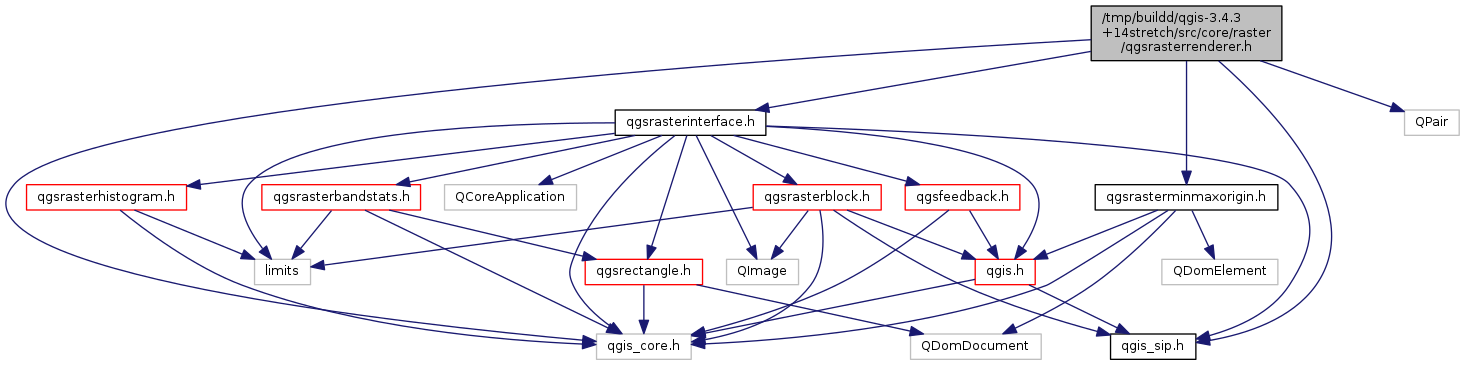 /tmp/buildd/qgis-3.4.3
+14stretch/src/core/raster
/qgsrasterrenderer.h
qgsrasterinterface.h
QPair
qgsrasterhistogram.h
qgsrasterbandstats.h
QCoreApplication
qgsrasterblock.h
qgsfeedback.h
qgsrasterminmaxorigin.h
limits
qgsrectangle.h
QImage
qgis.h
QDomElement
qgis_core.h
QDomDocument
qgis_sip.h